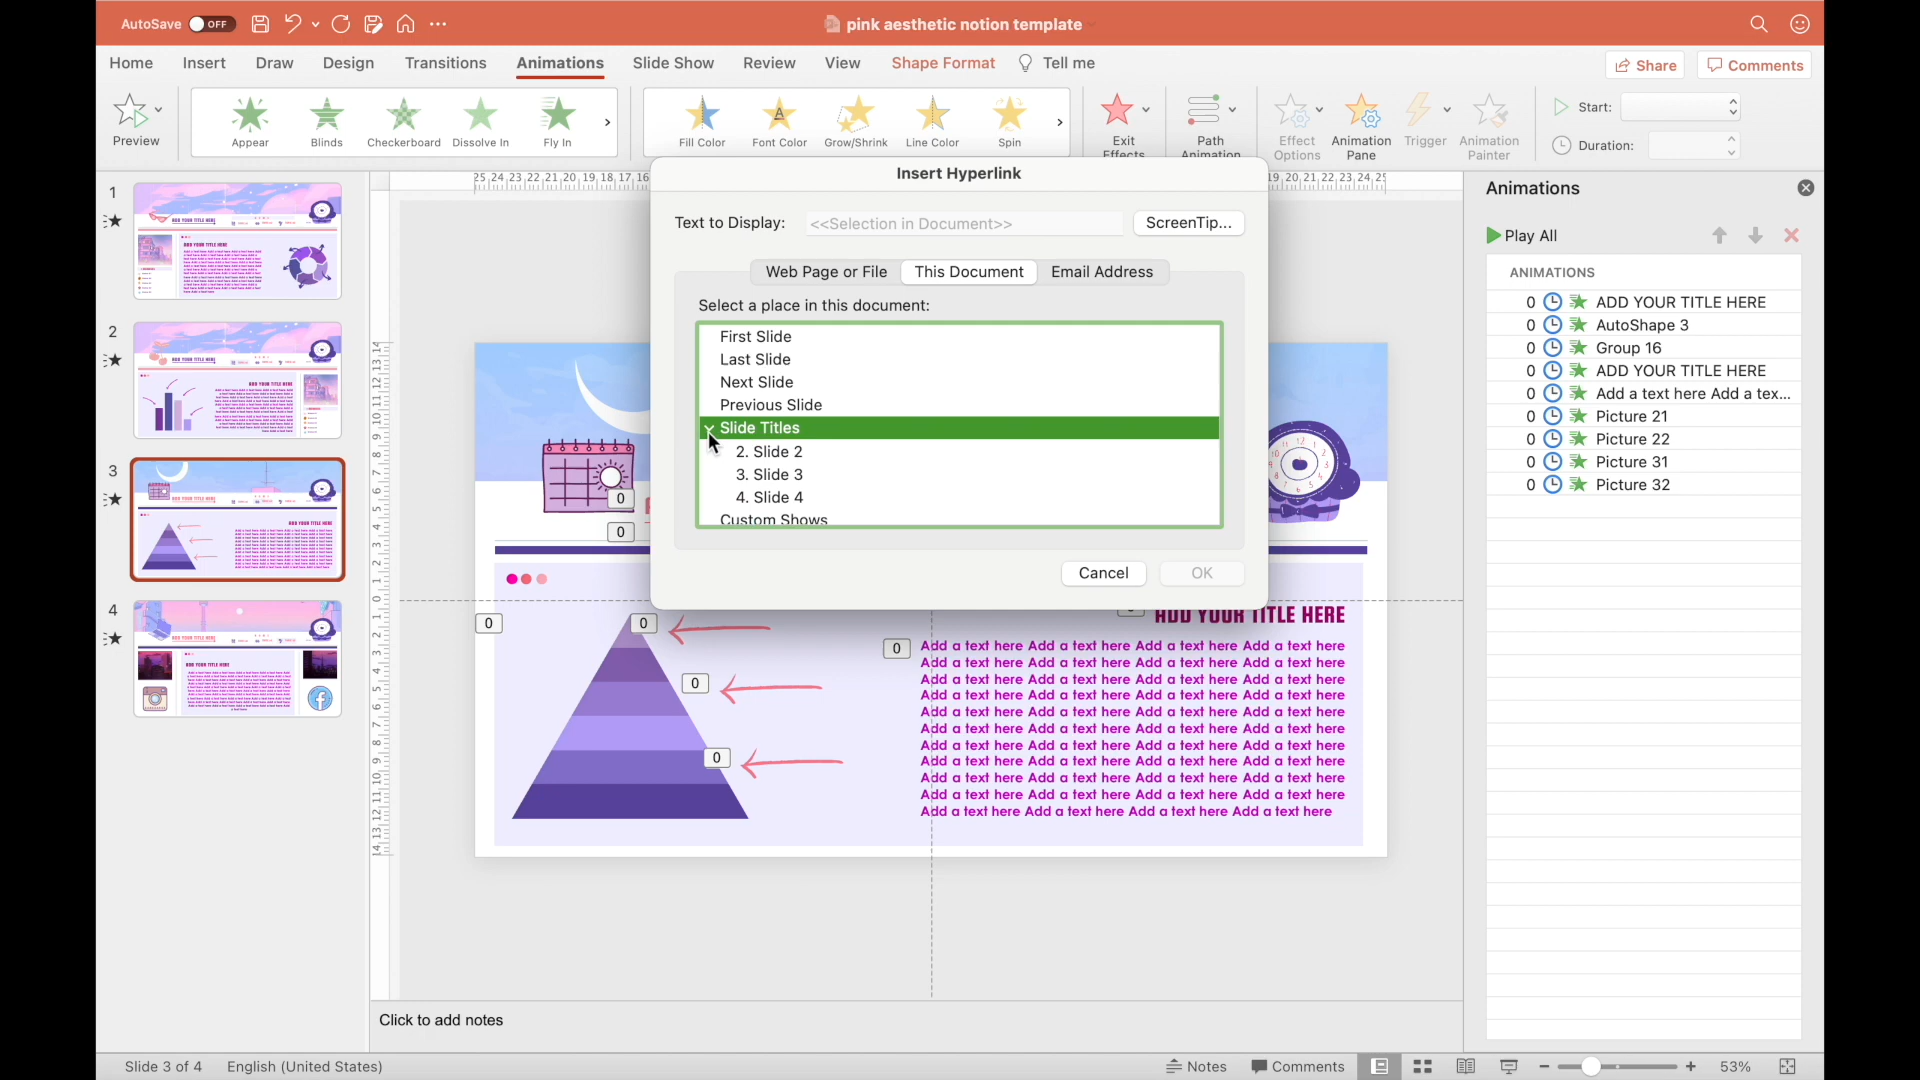 AutoSave OFF
pink aesthetic notion template
Home Insert Draw Design Transitions Animations Slide Show Review View Shape Format Tell me
Share Comments
Preview
Appear Blinds Checkerboard Dissolve In Fly In
Fill Color Font Color Grow/Shrink Line Color Spin
Exit Effects
Path Animation
Effect Options
Animation Pane
Trigger
Animation Painter
Start:
Duration:
Insert Hyperlink
Text to Display: <<Selection in Document>> ScreenTip...
Web Page or File This Document Email Address
Select a place in this document:
First Slide
Last Slide
Next Slide
Previous Slide
Slide Titles
2. Slide 2
3. Slide 3
4. Slide 4
Custom Shows
Cancel OK
Animations
Play All
ANIMATIONS
0 ADD YOUR TITLE HERE
0 AutoShape 3
0 Group 16
0 ADD YOUR TITLE HERE
0 Add a text here Add a tex...
0 Picture 21
0 Picture 22
0 Picture 31
0 Picture 32
1
2
3
4
0
0
0
0
0
0
0
ADD YOUR TITLE HERE
Add a text here Add a text here Add a text here Add a text here
Add a text here Add a text here Add a text here Add a text here
Add a text here Add a text here Add a text here Add a text here
Add a text here Add a text here Add a text here Add a text here
Add a text here Add a text here Add a text here Add a text here
Add a text here Add a text here Add a text here Add a text here
Add a text here Add a text here Add a text here Add a text here
Add a text here Add a text here Add a text here Add a text here
Add a text here Add a text here Add a text here Add a text here
Add a text here Add a text here Add a text here Add a text here
Add a text here Add a text here Add a text here Add a text here
Click to add notes
Slide 3 of 4 English (United States)
Notes Comments 53%